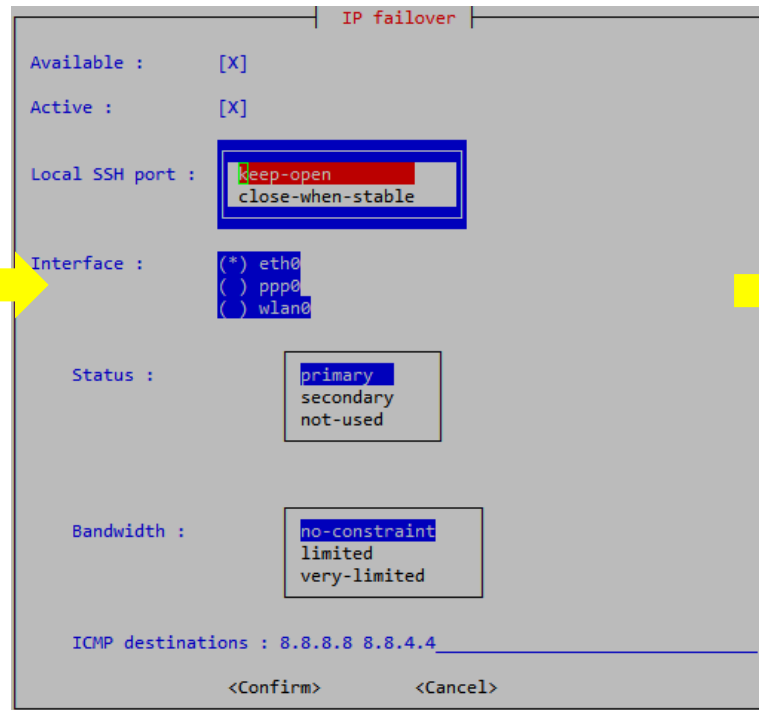 IP failover
Available : [X]
Active : [X]
Local SSH port : keep-open
close-when-stable
Interface : (*) eth0
( ) ppp0
( ) wlan0
Status : primary
secondary
not-used
Bandwidth : no-constraint
limited
very-limited
ICMP destinations : 8.8.8.8 8.8.4.4
<Confirm> <Cancel>